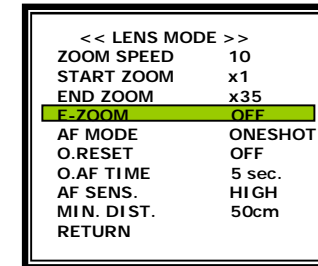 << LENS MODE >>
ZOOM SPEED 10
START ZOOM x1
END ZOOM x35
E-ZOOM OFF
AF MODE ONESHOT
O.RESET OFF
O.AF TIME 5 sec.
AF SENS. HIGH
MIN. DIST. 50cm
RETURN